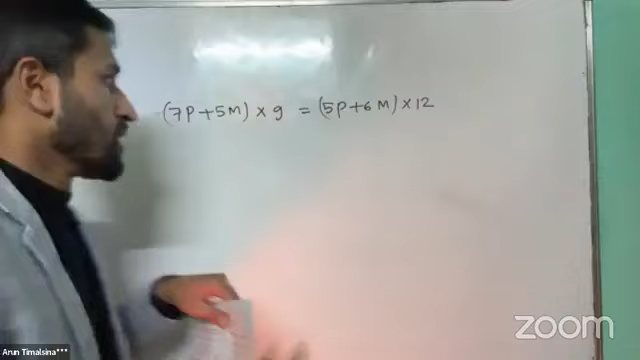 (7P+5M) × 9 = (5P+6M) × 12
zoom
Arun Timalsina***